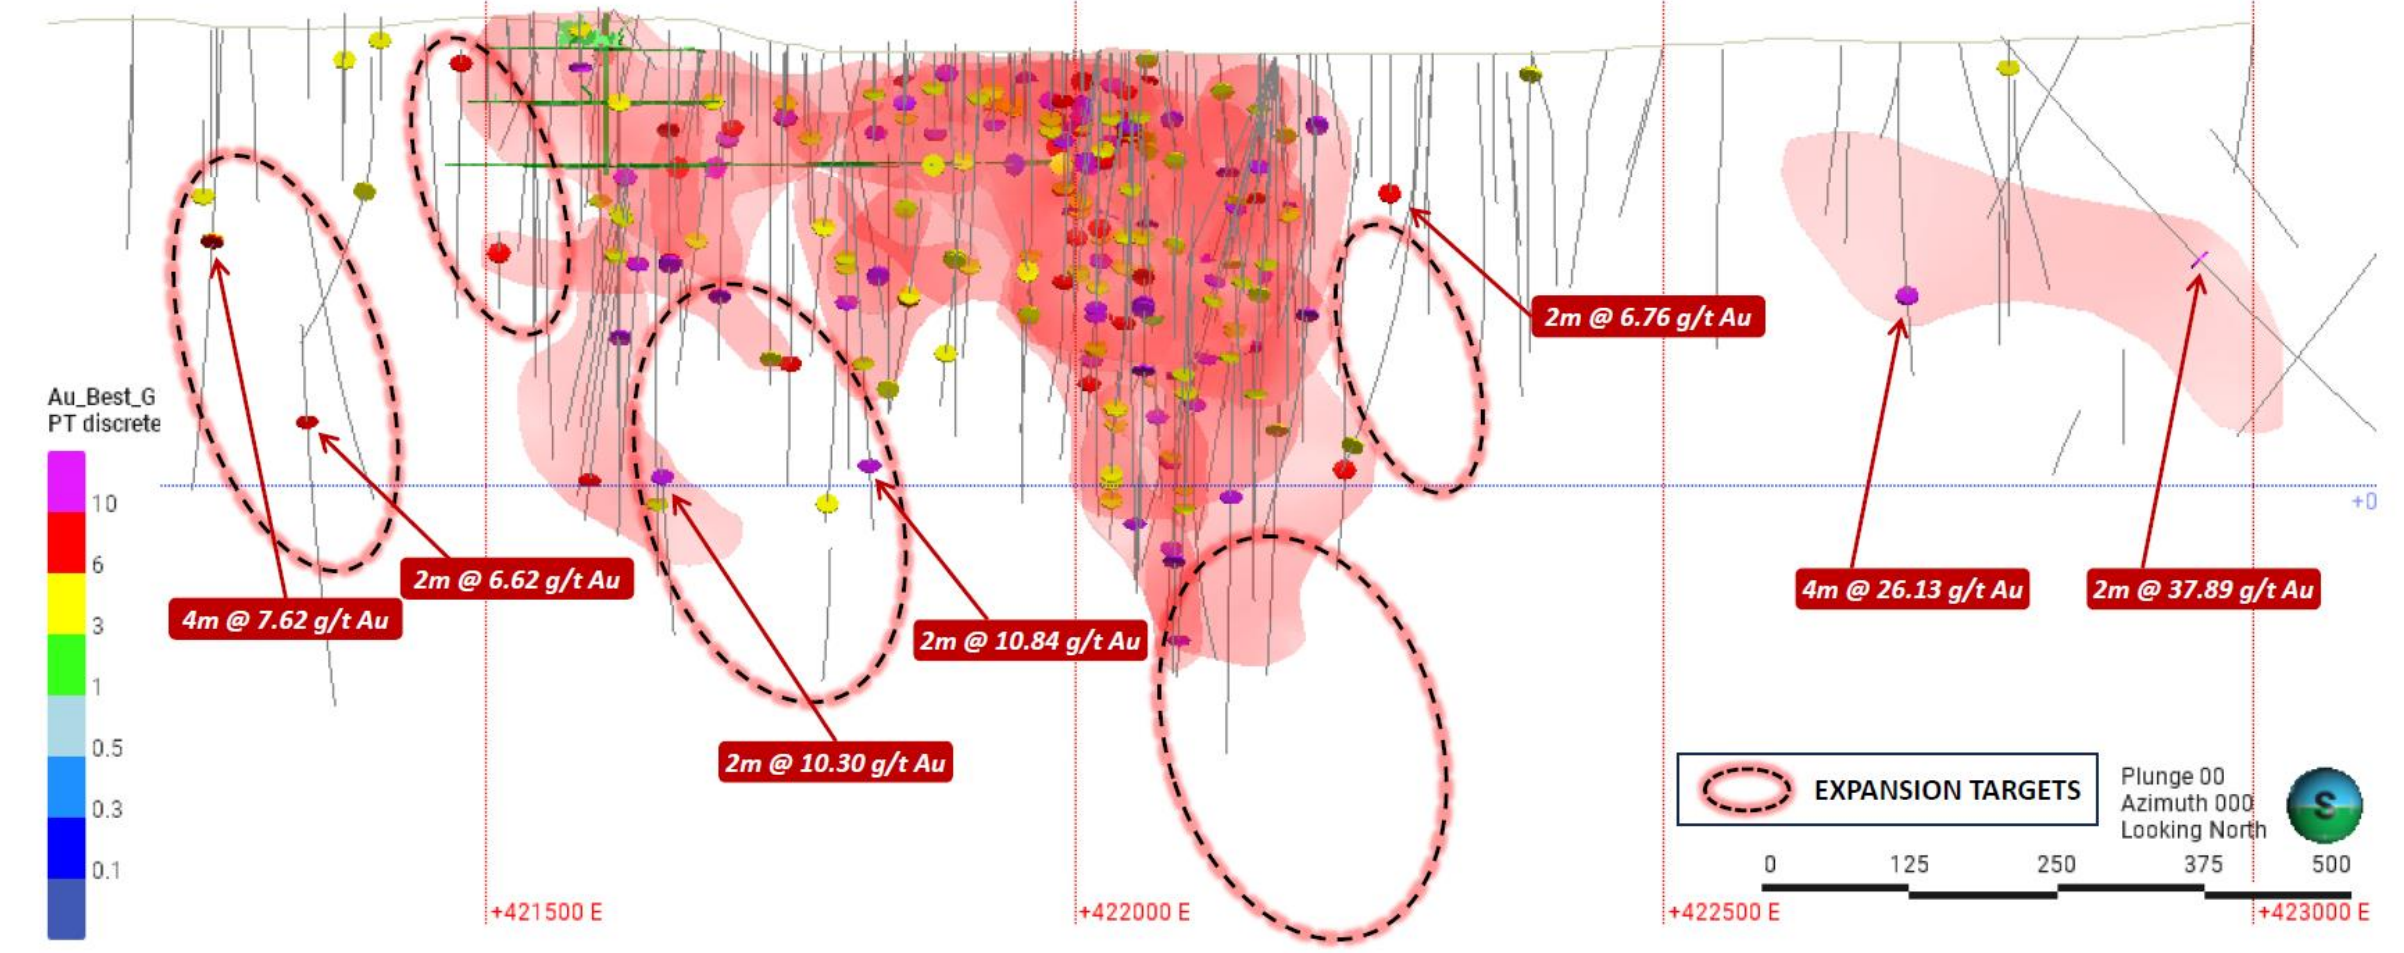 2m @ 6.76 g/t Au
Au_Best_G
PT discrete
10
6
3
1
0.5
0.3
0.1
+0
2m @ 6.62 g/t Au
4m @ 7.62 g/t Au
2m @ 10.84 g/t Au
2m @ 10.30 g/t Au
4m @ 26.13 g/t Au
2m @ 37.89 g/t Au
EXPANSION TARGETS
Plunge 00
Azimuth 000
Looking North
S
0 125 250 375 500
+421500 E
+422000 E
+422500 E
+423000 E